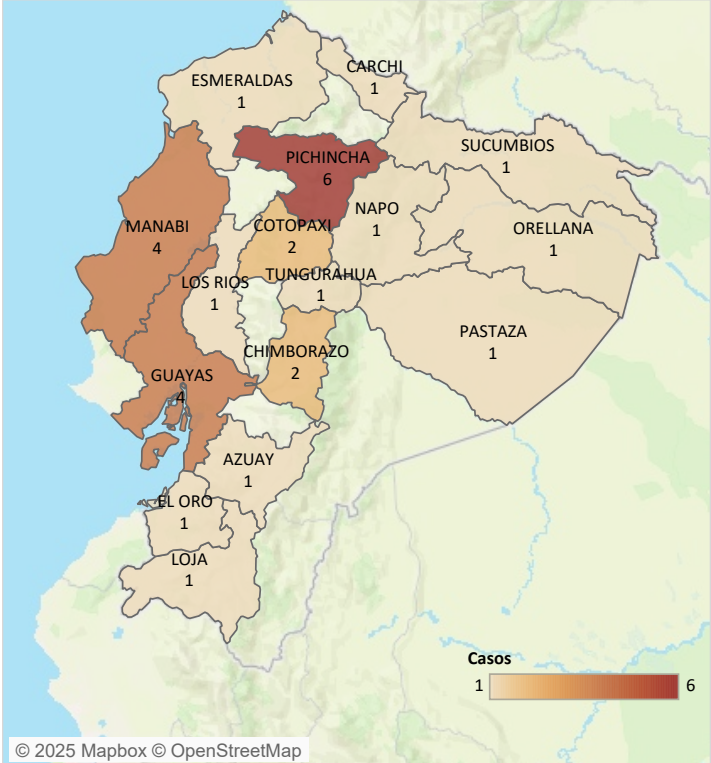 CARCHI
1
ESMERALDAS
1
SUCUMBIOS
1
PICHINCHA
6
NAPO
1
MANABI
4
COTOPAXI
2
ORELLANA
1
TUNGURAHUA
1
LOS RIOS
1
PASTAZA
1
CHIMBORAZO
2
GUAYAS
4
AZUAY
1
EL ORO
1
LOJA
1
Casos
1 6
© 2025 Mapbox © OpenStreetMap